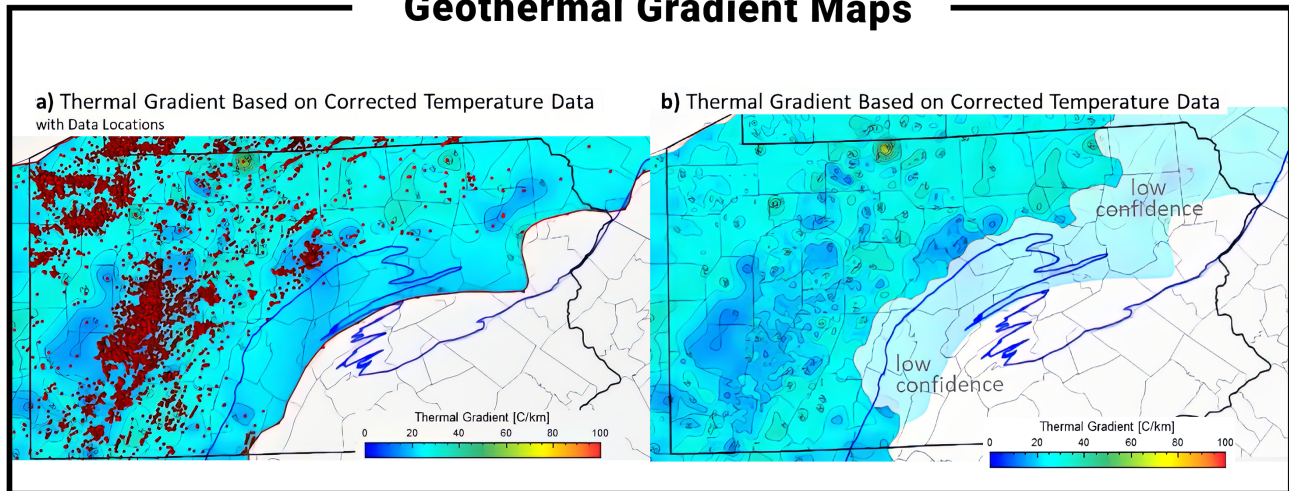 Geothermal Gradient Maps
a) Thermal Gradient Based on Corrected Temperature Data
with Data Locations
Thermal Gradient [C/km]
0 20 40 60 80 100
b) Thermal Gradient Based on Corrected Temperature Data
low
confidence
low
confidence
Thermal Gradient [C/km]
0 20 40 60 80 100